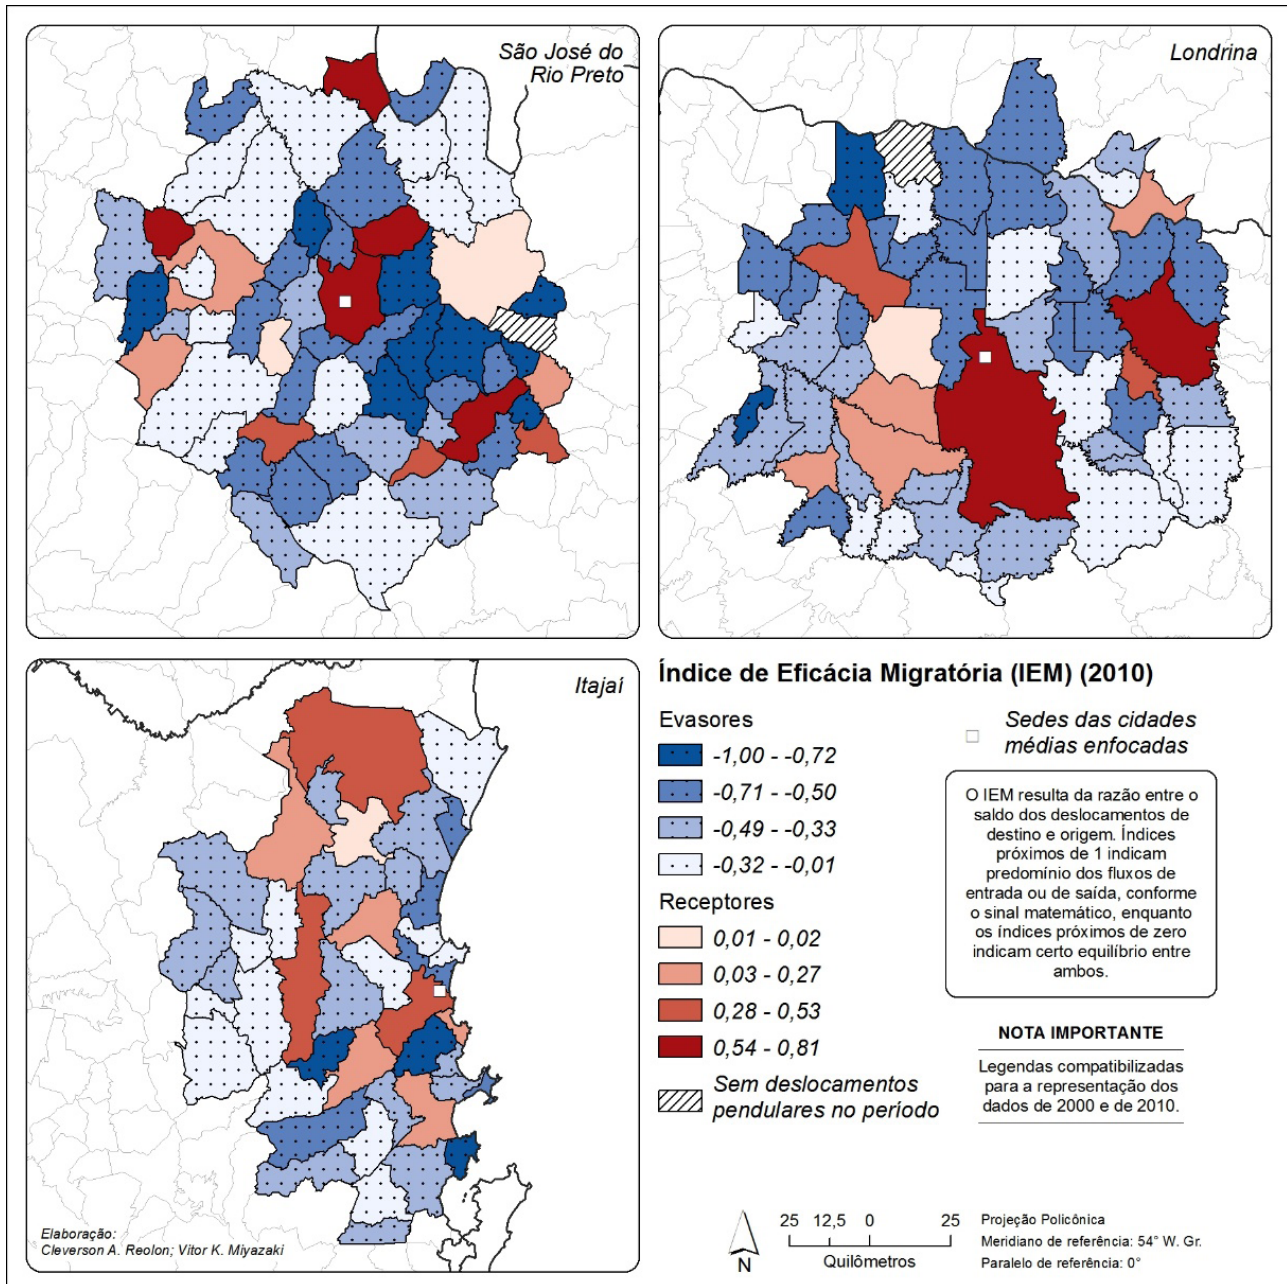 São José do
Rio Preto
Londrina
Itajaí
Elaboração:
Cleverson A. Reolon; Vitor K. Miyazaki
Índice de Eficácia Migratória (IEM) (2010)
Evasores
-1,00 - -0,72
-0,71 - -0,50
-0,49 - -0,33
-0,32 - -0,01
Receptores
0,01 - 0,02
0,03 - 0,27
0,28 - 0,53
0,54 - 0,81
Sem deslocamentos
pendulares no período
Sedes das cidades
médias enfocadas
O IEM resulta da razão entre o
saldo dos deslocamentos de
destino e origem. Índices
próximos de 1 indicam
predomínio dos fluxos de
entrada ou de saída, conforme
o sinal matemático, enquanto
os índices próximos de zero
indicam certo equilíbrio entre
ambos.
NOTA IMPORTANTE
Legendas compatibilizadas
para a representação dos
dados de 2000 e de 2010.
N
25 12,5 0 25
Quilômetros
Projeção Policônica
Meridiano de referência: 54° W. Gr.
Paralelo de referência: 0°